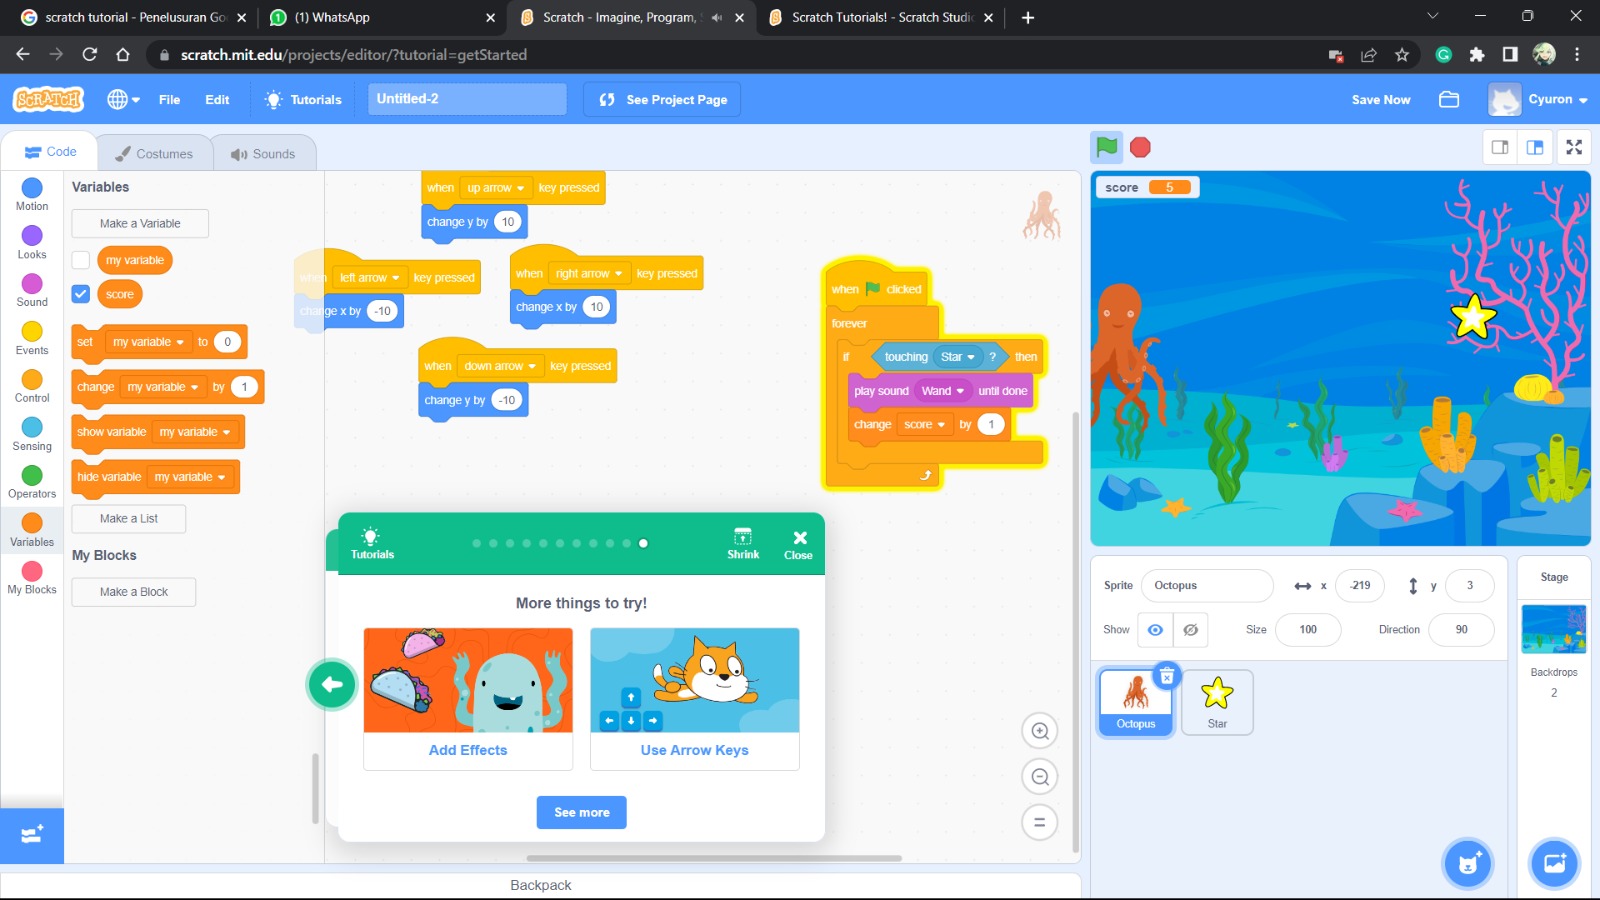 scratch tutorial - Penelusuran Go
(1) WhatsApp
Scratch - Imagine, Program,
Scratch Tutorials! - Scratch Studi
scratch.mit.edu/projects/editor/?tutorial=getStarted
SCRATCH
File
Edit
Tutorials
Untitled-2
See Project Page
Save Now
Cyuron
Code
Costumes
Sounds
Motion
Looks
Sound
Events
Control
Sensing
Operators
Variables
My Blocks
Variables
Make a Variable
my variable
score
set my variable to 0
change my variable by 1
show variable my variable
hide variable my variable
Make a List
My Blocks
Make a Block
when up arrow key pressed
change y by 10
when left arrow key pressed
change x by -10
when right arrow key pressed
change x by 10
when down arrow key pressed
change y by -10
when clicked
forever
if touching Star ? then
play sound Wand until done
change score by 1
Tutorials
Shrink
Close
More things to try!
Add Effects
Use Arrow Keys
See more
Backpack
score 5
Sprite Octopus x -219 y 3
Show Size 100 Direction 90
Octopus
Star
Stage
Backdrops
2